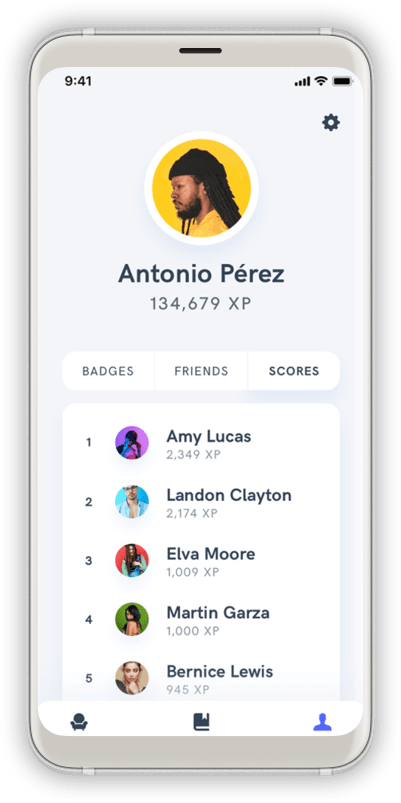 9:41
Antonio Pérez
134,679 XP
BADGES FRIENDS SCORES
1 Amy Lucas
2,349 XP
2 Landon Clayton
2,174 XP
3 Elva Moore
1,009 XP
4 Martin Garza
1,000 XP
5 Bernice Lewis
945 XP